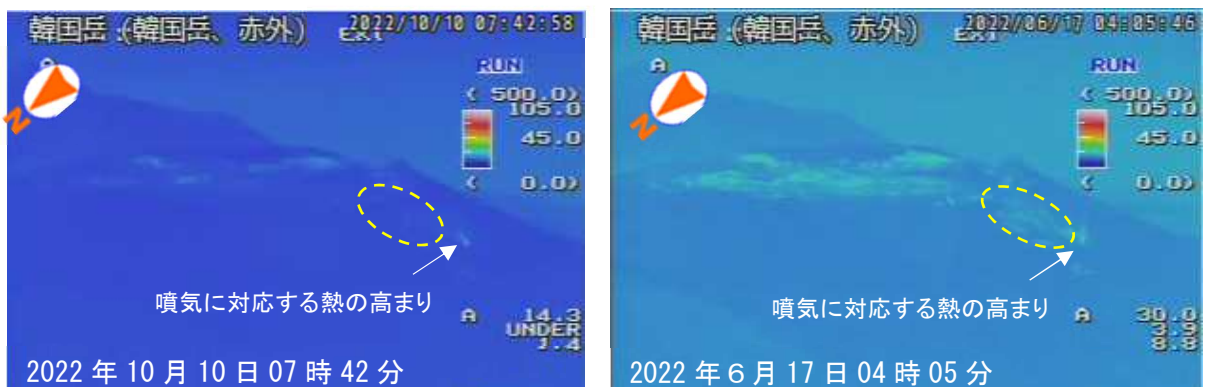 韓国岳:(韓国岳、赤外) 2022/10/10 07:42:58
EXT
A
N
RUN
< 500.0>
105.0
45.0
< 0.0>
噴気に対応する熱の高まり
A 14.3
UNDER
1.4
2022 年 10 月 10 日 07 時 42 分
韓国岳:(韓国岳、赤外) 2022/06/17 04:05:46
EXT
A
N
RUN
< 500.0>
105.0
45.0
< 0.0>
噴気に対応する熱の高まり
A 30.0
3.9
8.8
2022 年 6 月 17 日 04 時 05 分